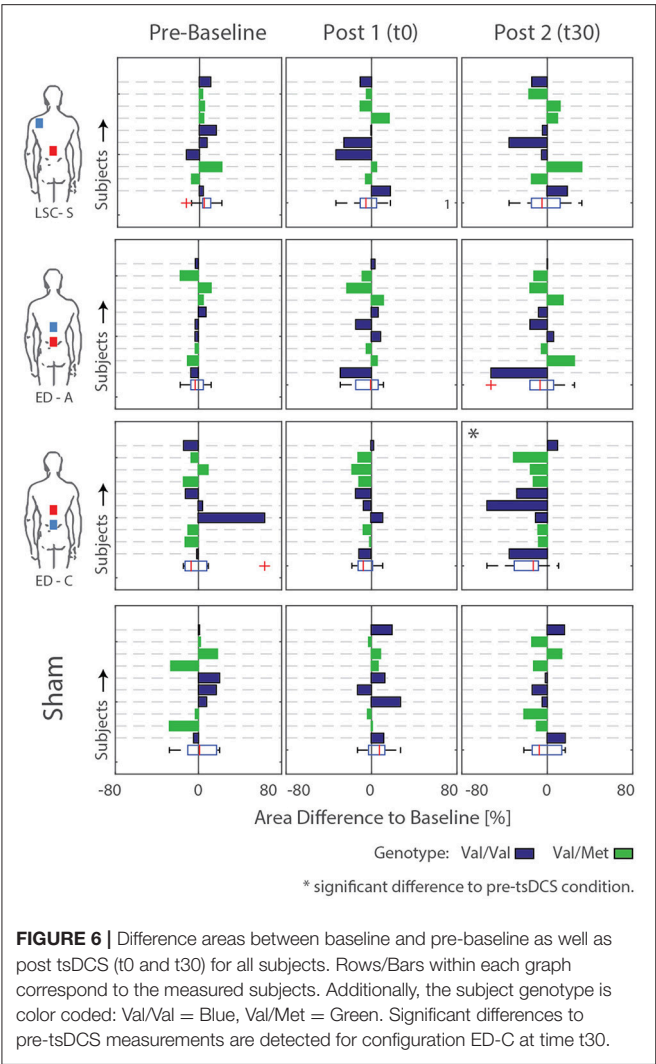 Pre-Baseline Post 1 (t0) Post 2 (t30)
Subjects
LSC- S
1
Subjects
ED - A
*
Subjects
ED - C
Sham
Subjects
-80 0 80 -80 0 80 -80 0 80
Area Difference to Baseline [%]
Genotype: Val/Val Val/Met
* significant difference to pre-tsDCS condition.
FIGURE 6 | Difference areas between baseline and pre-baseline as well as
post tsDCS (t0 and t30) for all subjects. Rows/Bars within each graph
correspond to the measured subjects. Additionally, the subject genotype is
color coded: Val/Val = Blue, Val/Met = Green. Significant differences to
pre-tsDCS measurements are detected for configuration ED-C at time t30.